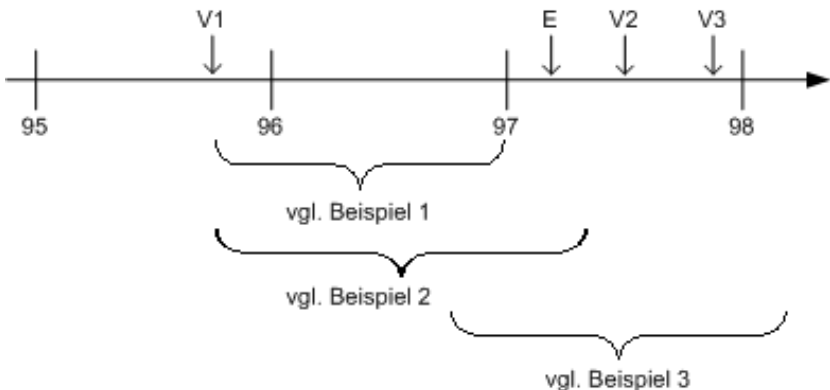 V1 E V2 V3
95 96 97 98
vgl. Beispiel 1
vgl. Beispiel 2
vgl. Beispiel 3